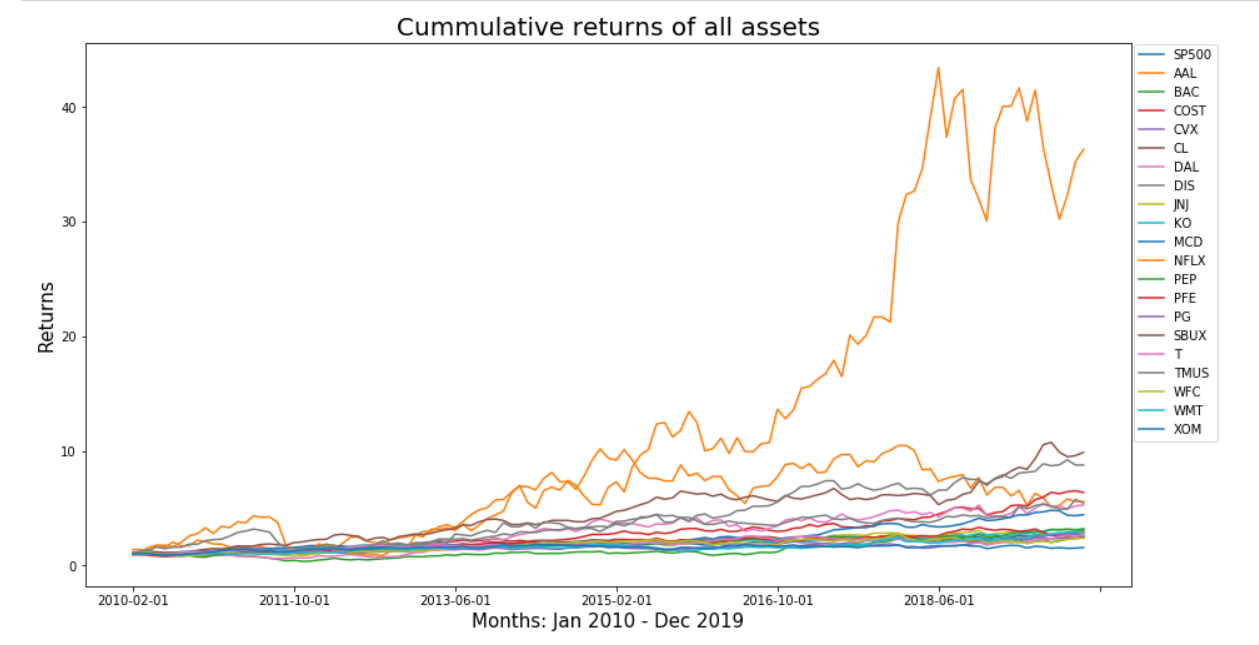 Cummulative returns of all assets
Returns
40
30
20
10
0
2010-02-01 2011-10-01 2013-06-01 2015-02-01 2016-10-01 2018-06-01
Months: Jan 2010 - Dec 2019
SP500
AAL
BAC
COST
CVX
CL
DAL
DIS
JNJ
KO
MCD
NFLX
PEP
PFE
PG
SBUX
T
TMUS
WFC
WMT
XOM